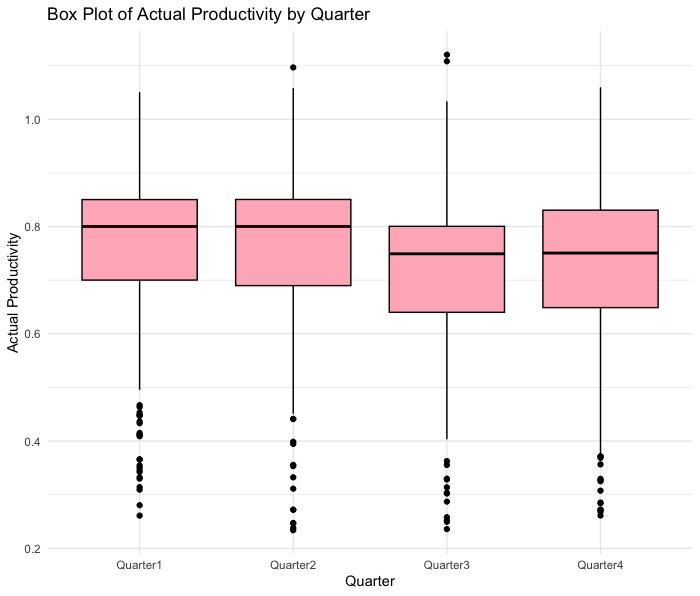 Box Plot of Actual Productivity by Quarter
Actual Productivity
1.0
0.8
0.6
0.4
0.2
Quarter1 Quarter2 Quarter3 Quarter4
Quarter